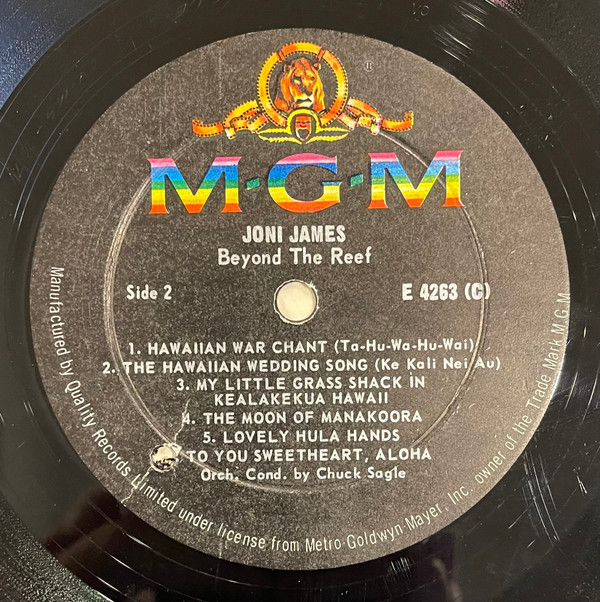 M-G-M
JONI JAMES
Beyond The Reef
Side 2
E 4263 (C)
1. HAWAIIAN WAR CHANT (Ta-Hu-Wa-Hu-Wai)
2. THE HAWAIIAN WEDDING SONG (Ke Kali Nei Au)
3. MY LITTLE GRASS SHACK IN
KEALAKEKUA HAWAII
4. THE MOON OF MANAKOORA
5. LOVELY HULA HANDS
TO YOU SWEETHEART, ALOHA
Orch. Cond. by Chuck Sagle
Manufactured by Quality Records Limited under license from Metro-Goldwyn-Mayer, Inc. owner of the Trade Mark M.G.M.